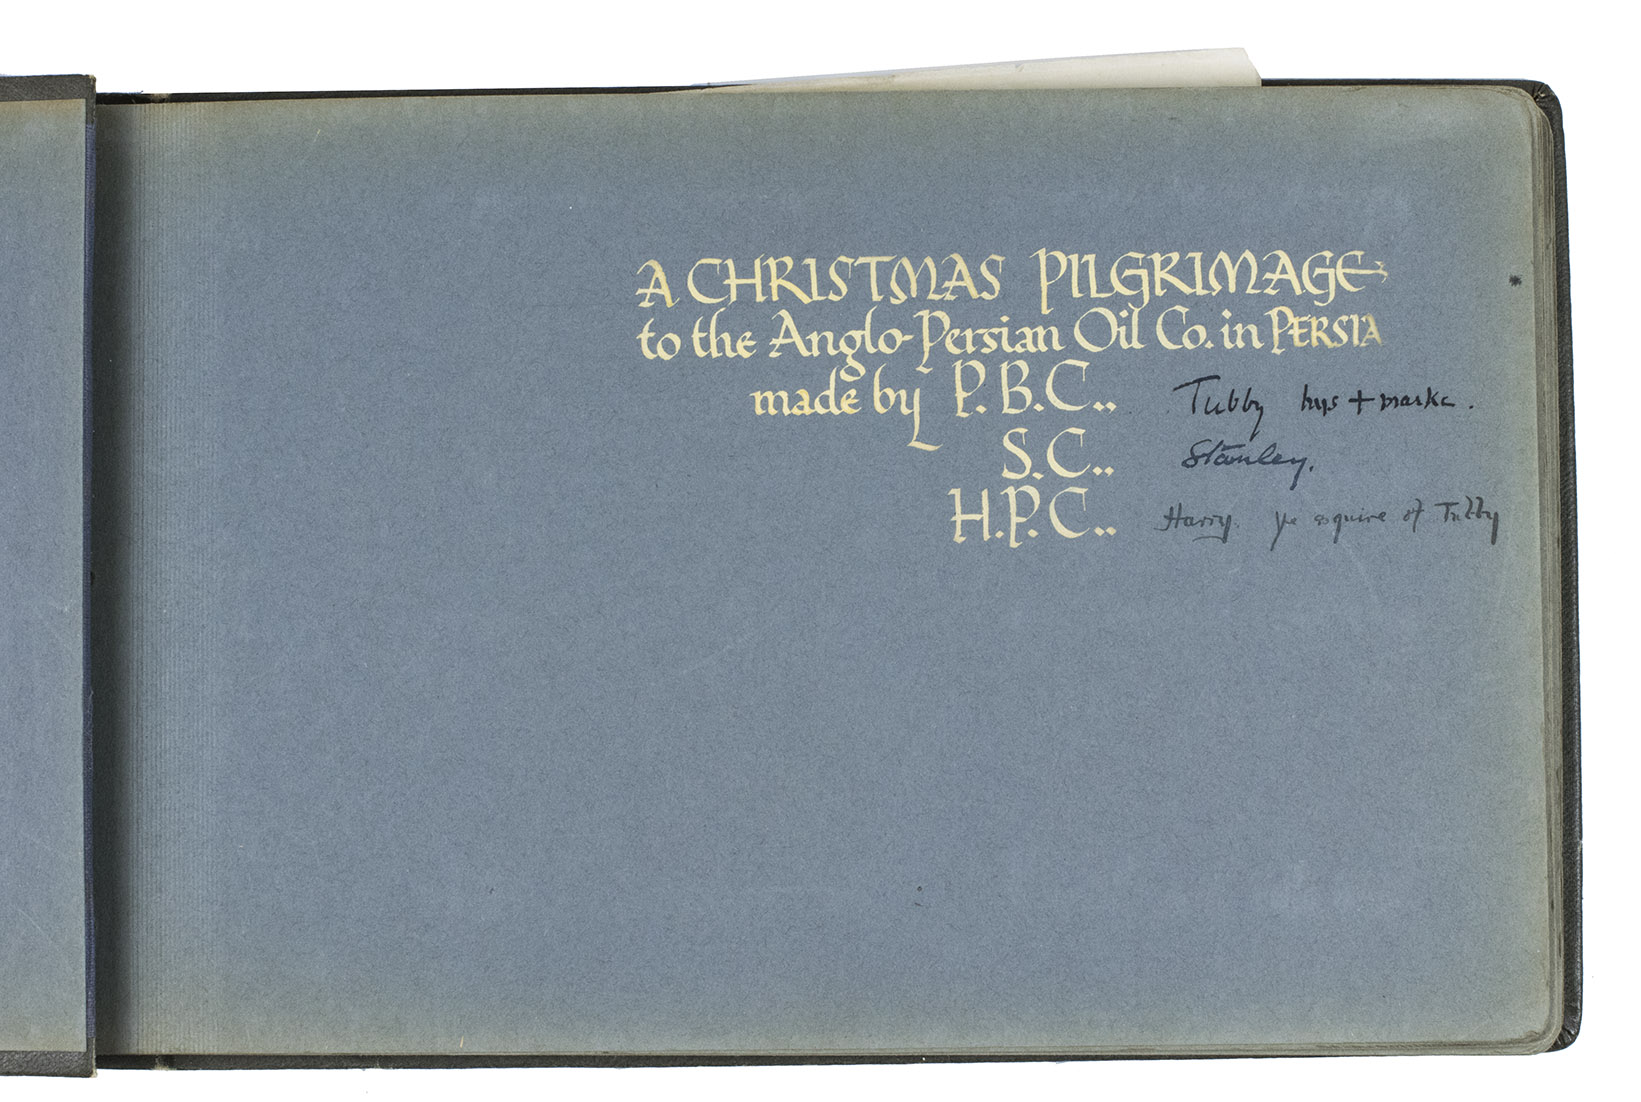 A CHRISTMAS PILGRIMAGE
to the Anglo-Persian Oil Co. in PERSIA
made by P.B.C.. Tubby hys + marke.
S.C.. Stanley.
H.P.C.. Harry. ye esquire of Tubby